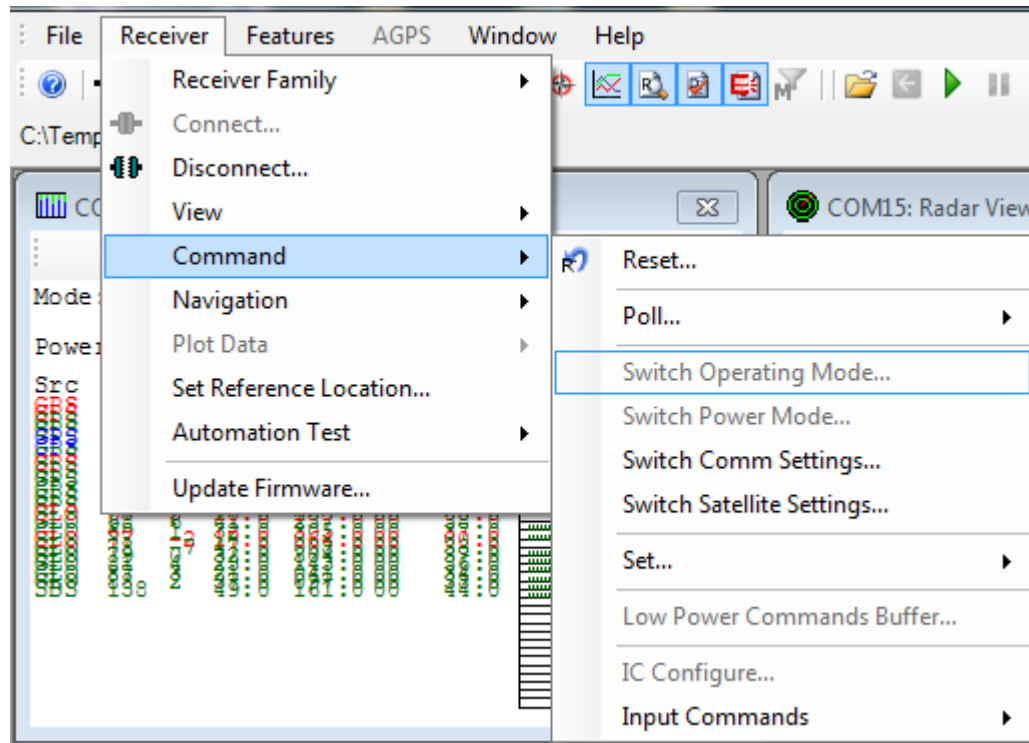 File Receiver Features AGPS Window Help
C:\Temp
Receiver Family
Connect...
Disconnect...
View
Command
Navigation
Plot Data
Set Reference Location...
Automation Test
Update Firmware...
COM15: Radar View
Reset...
Poll...
Switch Operating Mode...
Switch Power Mode...
Switch Comm Settings...
Switch Satellite Settings...
Set...
Low Power Commands Buffer...
IC Configure...
Input Commands
Mode
Power
Src